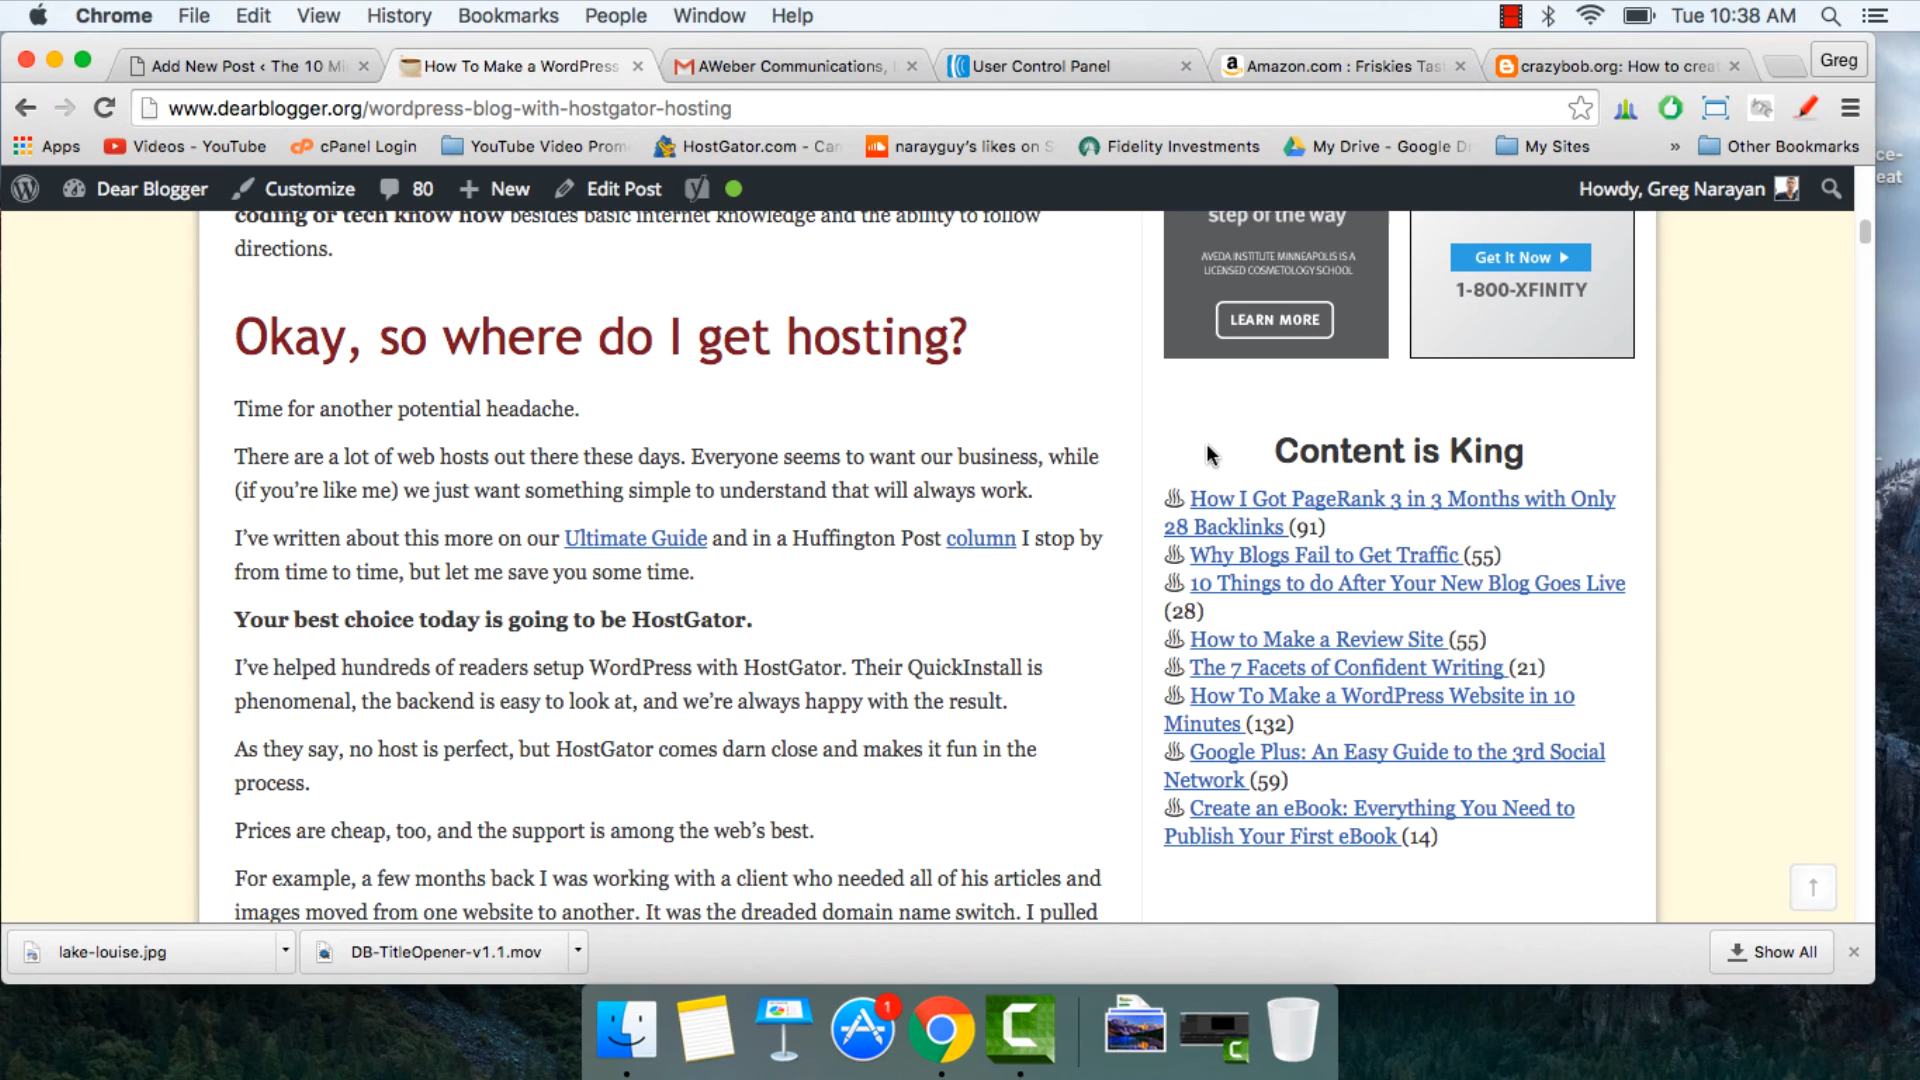 Chrome File Edit View History Bookmarks People Window Help Tue 10:38 AM
Add New Post ‹ The 10 Mi
How To Make a WordPress
AWeber Communications,
User Control Panel
Amazon.com : Friskies Tast
crazybob.org: How to creat
Greg
www.dearblogger.org/wordpress-blog-with-hostgator-hosting
Apps Videos - YouTube cPanel Login YouTube Video Prom HostGator.com - Can narayguy's likes on S Fidelity Investments My Drive - Google D My Sites » Other Bookmarks
Dear Blogger Customize 80 New Edit Post Howdy, Greg Narayan
coding or tech know how besides basic internet knowledge and the ability to follow
directions.
Okay, so where do I get hosting?
Time for another potential headache.
There are a lot of web hosts out there these days. Everyone seems to want our business, while
(if you're like me) we just want something simple to understand that will always work.
I've written about this more on our Ultimate Guide and in a Huffington Post column I stop by
from time to time, but let me save you some time.
Your best choice today is going to be HostGator.
I've helped hundreds of readers setup WordPress with HostGator. Their QuickInstall is
phenomenal, the backend is easy to look at, and we're always happy with the result.
As they say, no host is perfect, but HostGator comes darn close and makes it fun in the
process.
Prices are cheap, too, and the support is among the web's best.
For example, a few months back I was working with a client who needed all of his articles and
images moved from one website to another. It was the dreaded domain name switch. I pulled
step of the way
AVEDA INSTITUTE MINNEAPOLIS IS A
LICENSED COSMETOLOGY SCHOOL
LEARN MORE
Get It Now
1-800-XFINITY
Content is King
How I Got PageRank 3 in 3 Months with Only
28 Backlinks (91)
Why Blogs Fail to Get Traffic (55)
10 Things to do After Your New Blog Goes Live
(28)
How to Make a Review Site (55)
The 7 Facets of Confident Writing (21)
How To Make a WordPress Website in 10
Minutes (132)
Google Plus: An Easy Guide to the 3rd Social
Network (59)
Create an eBook: Everything You Need to
Publish Your First eBook (14)
ce-
eat
lake-louise.jpg
DB-TitleOpener-v1.1.mov
Show All
1